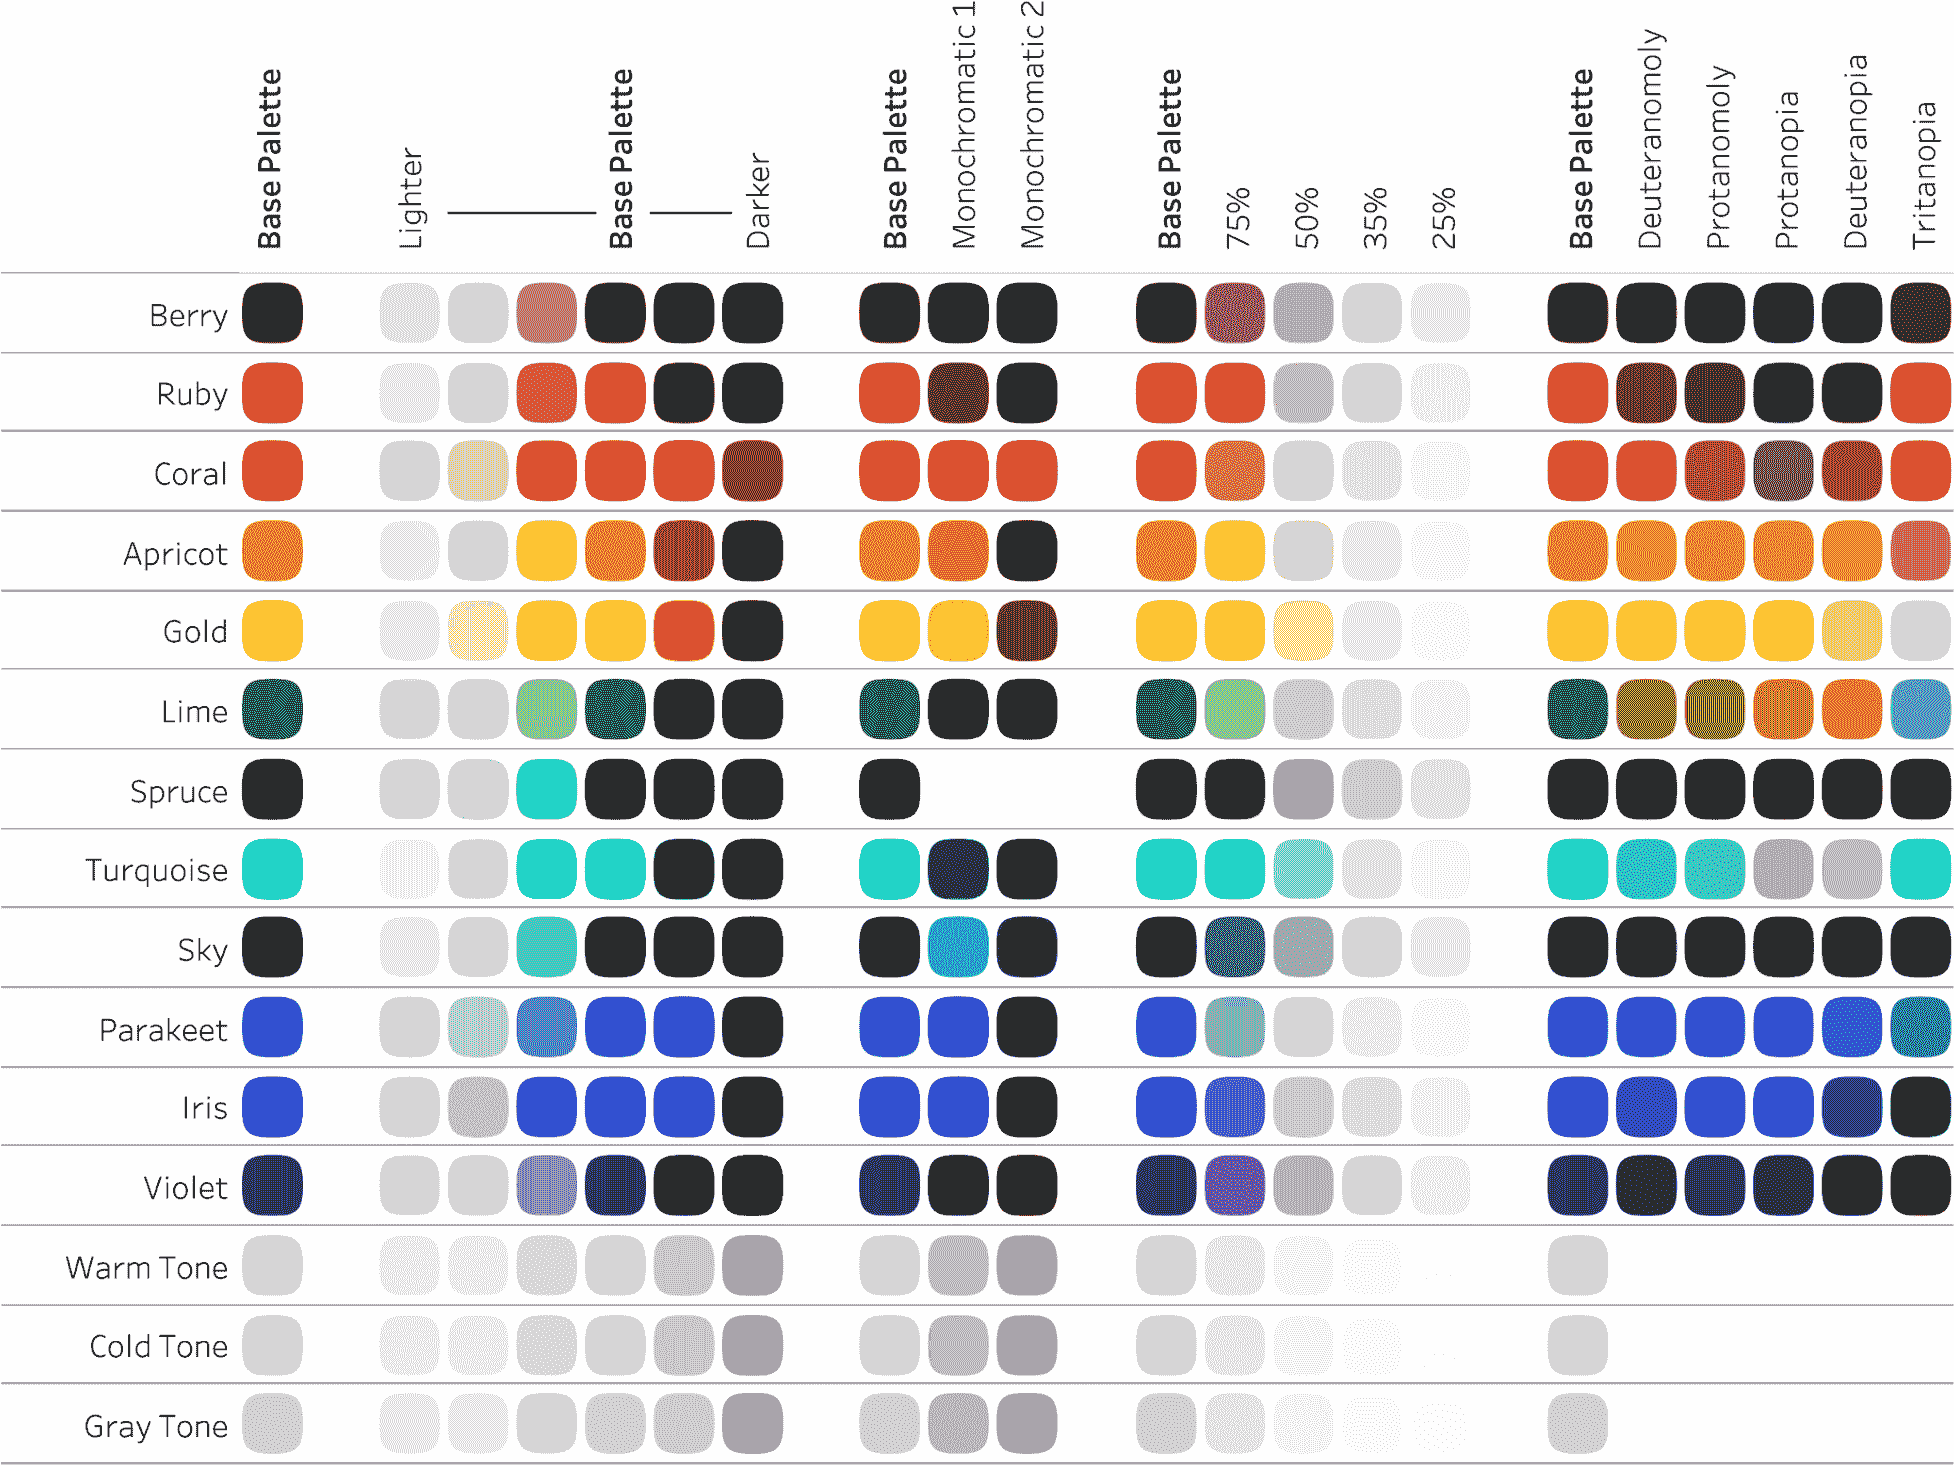 Base Palette
Lighter
Base Palette
Darker
Base Palette
Monochromatic 1
Monochromatic 2
Base Palette
75%
50%
35%
25%
Base Palette
Deuteranomoly
Protanomoly
Protanopia
Deuteranopia
Tritanopia
Berry
Ruby
Coral
Apricot
Gold
Lime
Spruce
Turquoise
Sky
Parakeet
Iris
Violet
Warm Tone
Cold Tone
Gray Tone